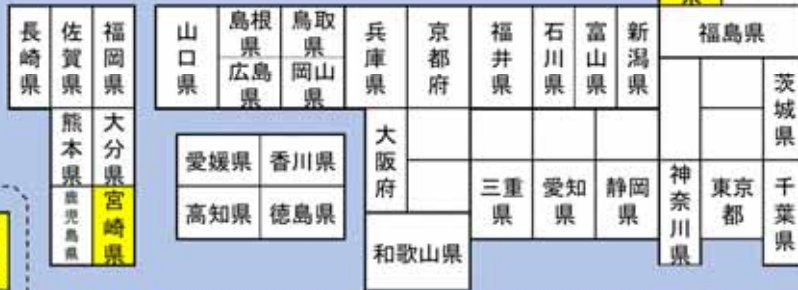 県
長崎県
佐賀県
福岡県
山口県
島根県
鳥取県
兵庫県
京都府
福井県
石川県
富山県
新潟県
福島県
広島県
岡山県
茨城県
熊本県
大分県
大阪府
愛媛県
香川県
三重県
愛知県
静岡県
神奈川県
東京都
千葉県
鹿児島県
宮崎県
高知県
徳島県
和歌山県